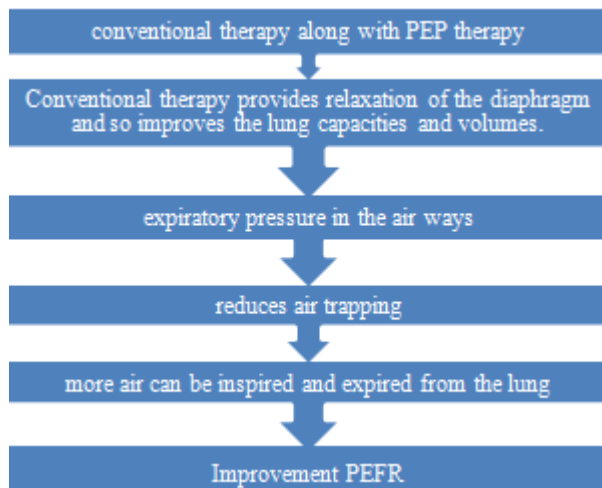 conventional therapy along with PEP therapy
Conventional therapy provides relaxation of the diaphragm
and so improves the lung capacities and volumes.
expiratory pressure in the air ways
reduces air trapping
more air can be inspired and expired from the lung
Improvement PEFR